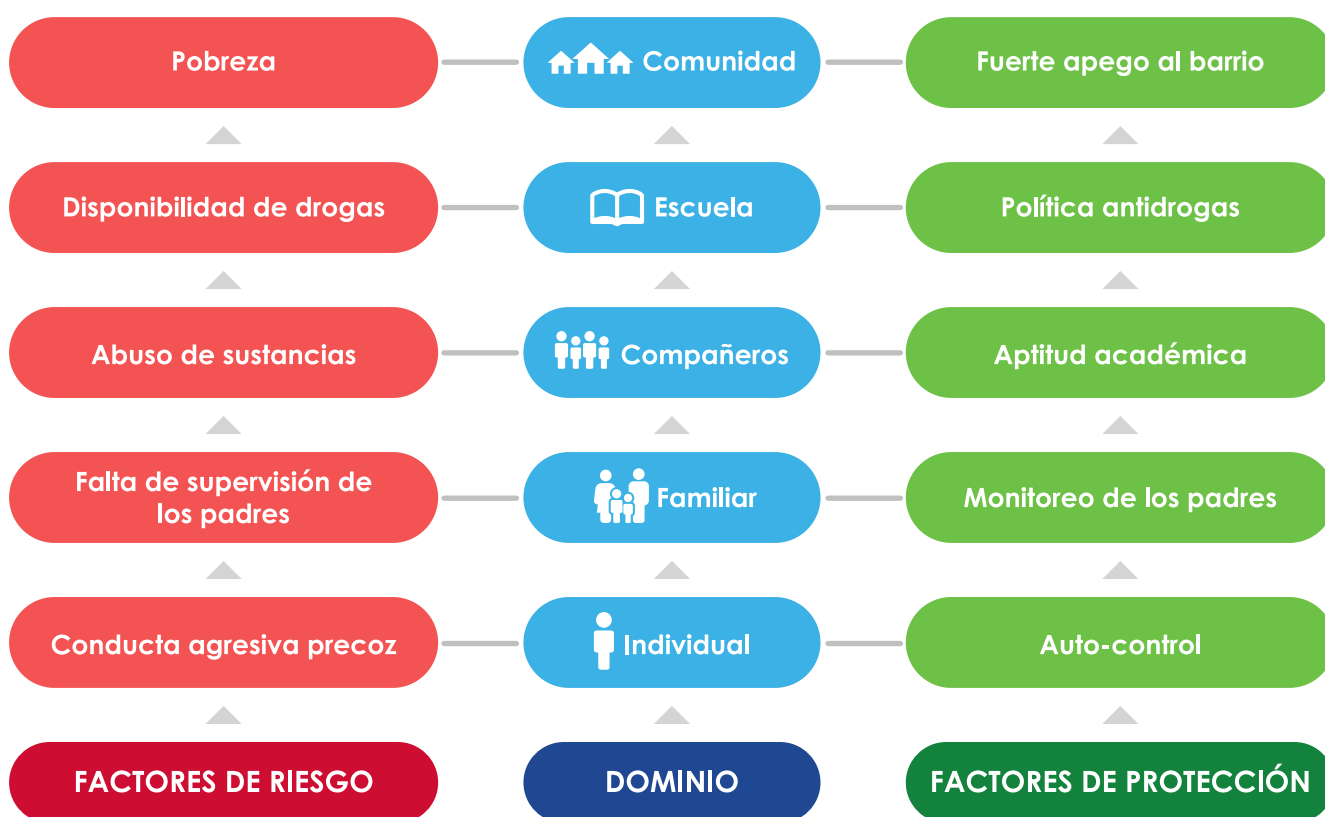 Pobreza
Comunidad
Fuerte apego al barrio
Disponibilidad de drogas
Escuela
Política antidrogas
Abuso de sustancias
Compañeros
Aptitud académica
Falta de supervisión de
los padres
Familiar
Monitoreo de los padres
Conducta agresiva precoz
Individual
Auto-control
FACTORES DE RIESGO
DOMINIO
FACTORES DE PROTECCIÓN